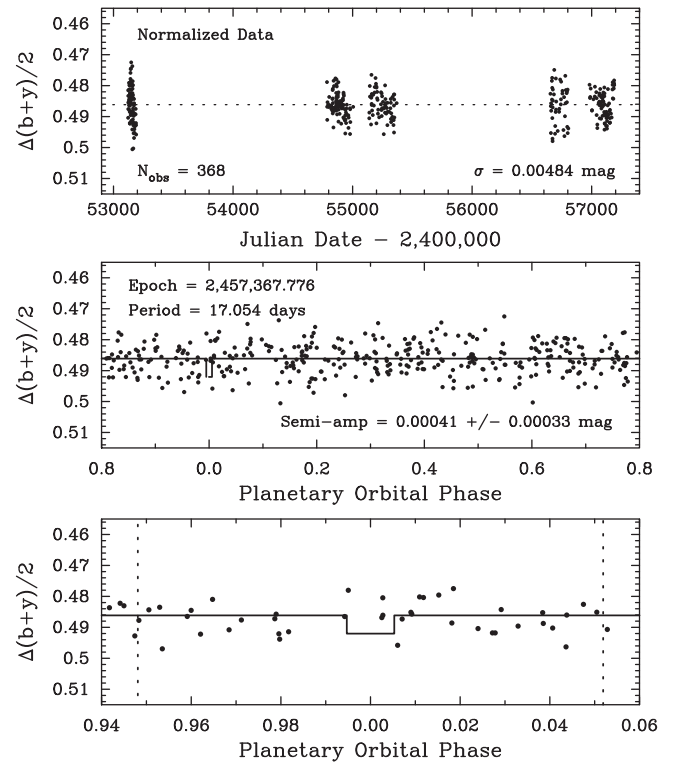 0.46
0.47
0.48
0.49
0.5
0.51
Δ(b+y)/2
Normalized Data
N_obs = 368
σ = 0.00484 mag
53000 54000 55000 56000 57000
Julian Date − 2,400,000
0.46
0.47
0.48
0.49
0.5
0.51
Δ(b+y)/2
Epoch = 2,457,367.776
Period = 17.054 days
Semi-amp = 0.00041 +/- 0.00033 mag
0.8 0.0 0.2 0.4 0.6 0.8
Planetary Orbital Phase
0.46
0.47
0.48
0.49
0.5
0.51
Δ(b+y)/2
0.94 0.96 0.98 0.00 0.02 0.04 0.06
Planetary Orbital Phase